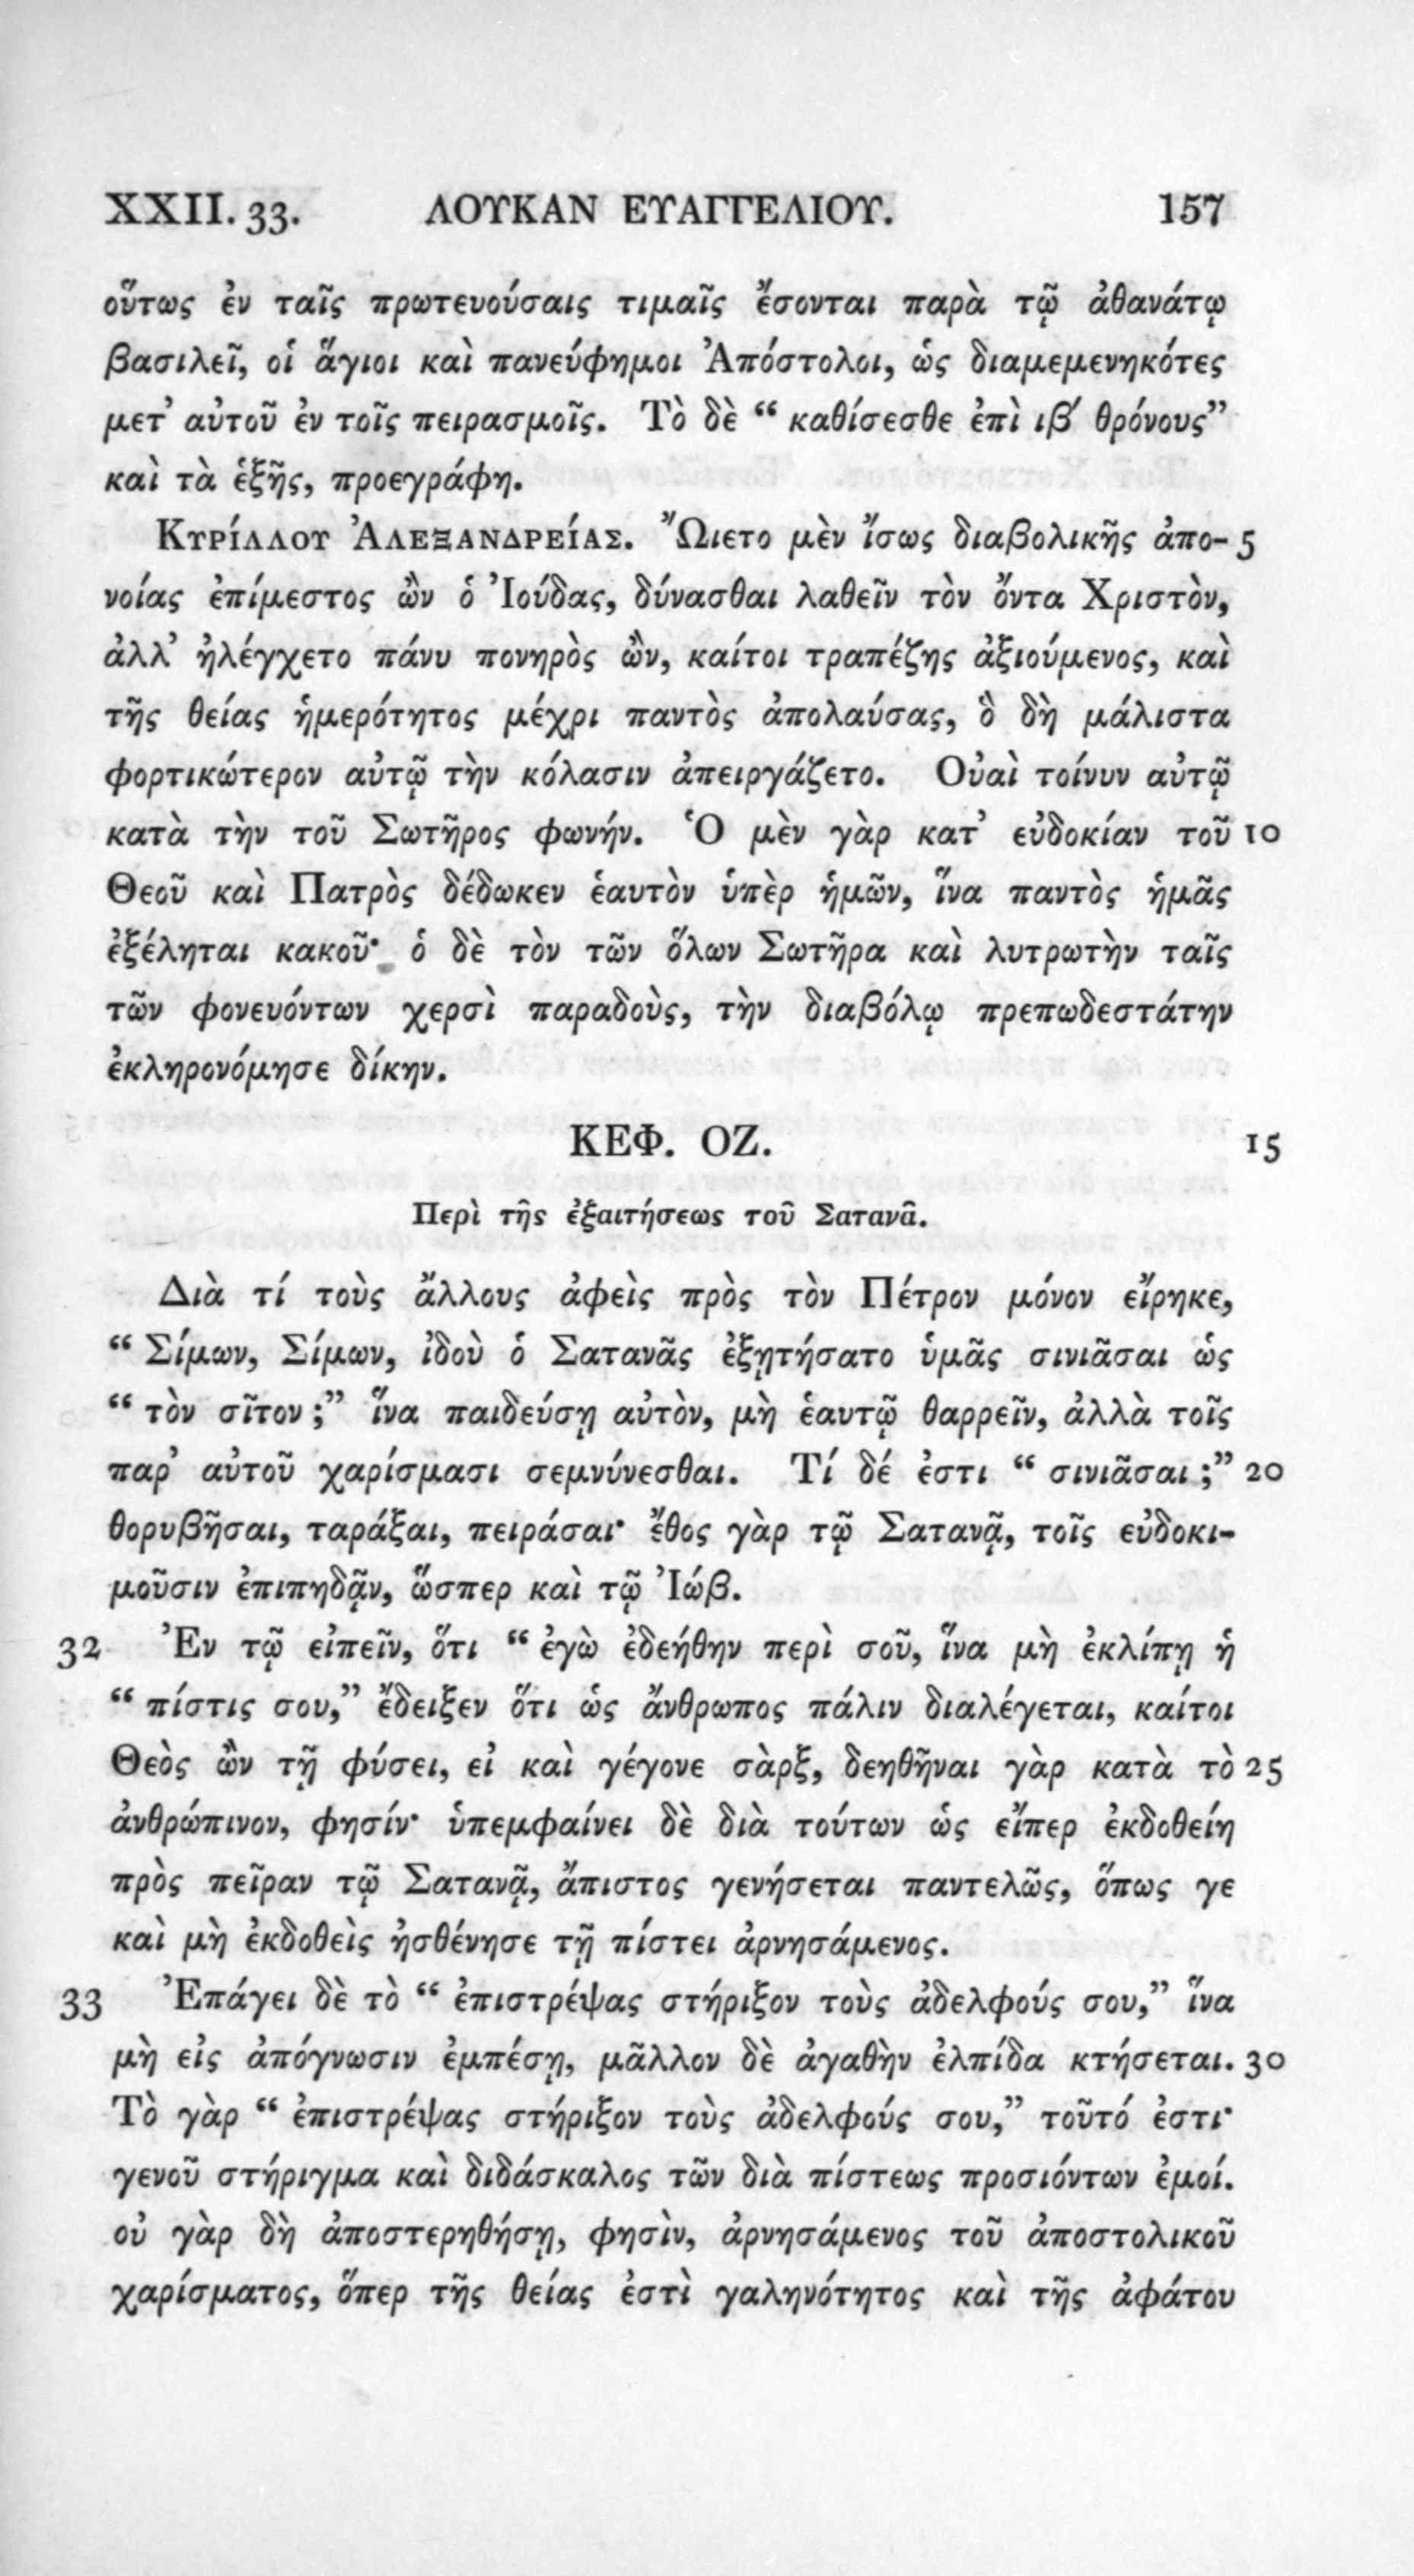 XXII. 33. ΛΟΥΚΑΝ ΕΥΑΓΓΕΛΙΟΥ. 157
οὕτως ἐν ταῖς πρωτευούσαις τιμαῖς ἔσονται παρὰ τῷ ἀθανάτῳ
βασιλεῖ, οἱ ἅγιοι καὶ πανεύφημοι Ἀπόστολοι, ὡς διαμεμενηκότες
μετ’ αὐτοῦ ἐν τοῖς πειρασμοῖς. Τὸ δὲ “ καθίσεσθε ἐπὶ ιβ´ θρόνους”
καὶ τὰ ἑξῆς, προεγράφη.
Κυρίλλου Ἀλεξανδρείας. Ὤιετο μὲν ἴσως διαβολικῆς ἀπο- 5
νοίας ἐπίμεστος ὢν ὁ Ἰούδας, δύνασθαι λαθεῖν τὸν ὄντα Χριστὸν,
ἀλλ’ ἠλέγχετο πάνυ πονηρὸς ὢν, καίτοι τραπέζης ἀξιούμενος, καὶ
τῆς θείας ἡμερότητος μέχρι παντὸς ἀπολαύσας, ὃ δὴ μάλιστα
φορτικώτερον αὐτῷ τὴν κόλασιν ἀπειργάζετο. Οὐαὶ τοίνυν αὐτῷ
κατὰ τὴν τοῦ Σωτῆρος φωνήν. Ὁ μὲν γὰρ κατ’ εὐδοκίαν τοῦ 10
Θεοῦ καὶ Πατρὸς δέδωκεν ἑαυτὸν ὑπὲρ ἡμῶν, ἵνα παντὸς ἡμᾶς
ἐξέληται κακοῦ· ὁ δὲ τὸν τῶν ὅλων Σωτῆρα καὶ λυτρωτὴν ταῖς
τῶν φονευόντων χερσὶ παραδοὺς, τὴν διαβόλῳ πρεπωδεστάτην
ἐκληρονόμησε δίκην.
ΚΕΦ. ΟΖ. 15
Περὶ τῆς ἐξαιτήσεως τοῦ Σατανᾶ.
Διὰ τί τοὺς ἄλλους ἀφεὶς πρὸς τὸν Πέτρον μόνον εἴρηκε,
“ Σίμων, Σίμων, ἰδοὺ ὁ Σατανᾶς ἐξῃτήσατο ὑμᾶς σινιᾶσαι ὡς
“ τὸν σῖτον ;” ἵνα παιδεύσῃ αὐτὸν, μὴ ἑαυτῷ θαρρεῖν, ἀλλὰ τοῖς
παρ’ αὐτοῦ χαρίσμασι σεμνύνεσθαι. Τί δέ ἐστι “ σινιᾶσαι ;” 20
θορυβῆσαι, ταράξαι, πειράσαι· ἔθος γὰρ τῷ Σατανᾷ, τοῖς εὐδοκι-
μοῦσιν ἐπιπηδᾷν, ὥσπερ καὶ τῷ Ἰώβ.
32 Ἐν τῷ εἰπεῖν, ὅτι “ ἐγὼ ἐδεήθην περὶ σοῦ, ἵνα μὴ ἐκλίπῃ ἡ
“ πίστις σου,” ἔδειξεν ὅτι ὡς ἄνθρωπος πάλιν διαλέγεται, καίτοι
Θεὸς ὢν τῇ φύσει, εἰ καὶ γέγονε σὰρξ, δεηθῆναι γὰρ κατὰ τὸ 25
ἀνθρώπινον, φησίν· ὑπεμφαίνει δὲ διὰ τούτων ὡς εἴπερ ἐκδοθείη
πρὸς πεῖραν τῷ Σατανᾷ, ἄπιστος γενήσεται παντελῶς, ὅπως γε
καὶ μὴ ἐκδοθεὶς ἠσθένησε τῇ πίστει ἀρνησάμενος.
33 Ἐπάγει δὲ τὸ “ ἐπιστρέψας στήριξον τοὺς ἀδελφούς σου,” ἵνα
μὴ εἰς ἀπόγνωσιν ἐμπέσῃ, μᾶλλον δὲ ἀγαθὴν ἐλπίδα κτήσεται. 30
Τὸ γὰρ “ ἐπιστρέψας στήριξον τοὺς ἀδελφούς σου,” τοῦτό ἐστι·
γενοῦ στήριγμα καὶ διδάσκαλος τῶν διὰ πίστεως προσιόντων ἐμοί.
οὐ γὰρ δὴ ἀποστερηθήσῃ, φησὶν, ἀρνησάμενος τοῦ ἀποστολικοῦ
χαρίσματος, ὅπερ τῆς θείας ἐστὶ γαληνότητος καὶ τῆς ἀφάτου